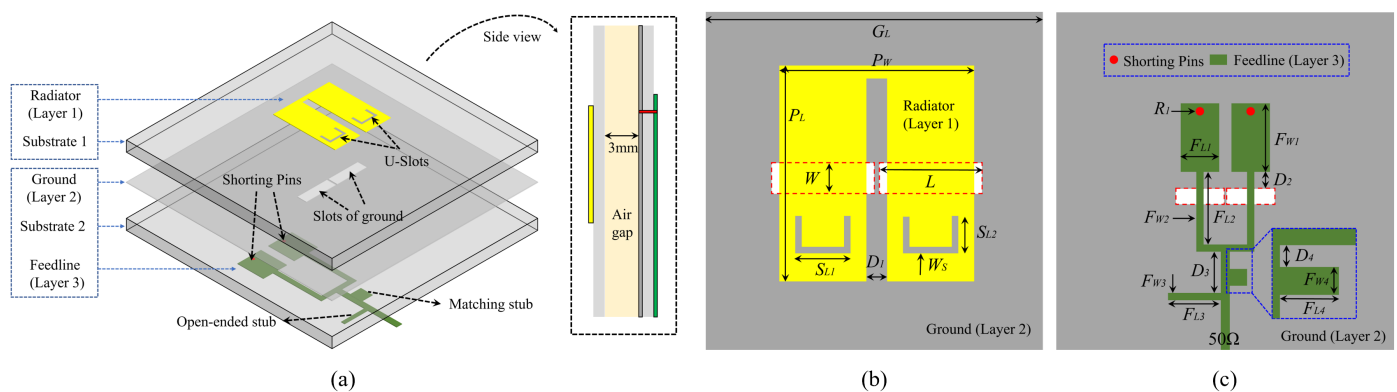 Side view
Radiator
(Layer 1)
Substrate 1
Ground
(Layer 2)
Substrate 2
Feedline
(Layer 3)
U-Slots
Shorting Pins
Slots of ground
Matching stub
Open-ended stub
3mm
Air
gap
(a)
GL
PW
PL
Radiator
(Layer 1)
W
L
SL2
SL1
D1
WS
Ground (Layer 2)
(b)
Shorting Pins
Feedline (Layer 3)
R1
FL1
FW1
D2
FW2
FL2
D3
D4
FW3
FW4
FL3
FL4
50Ω
Ground (Layer 2)
(c)